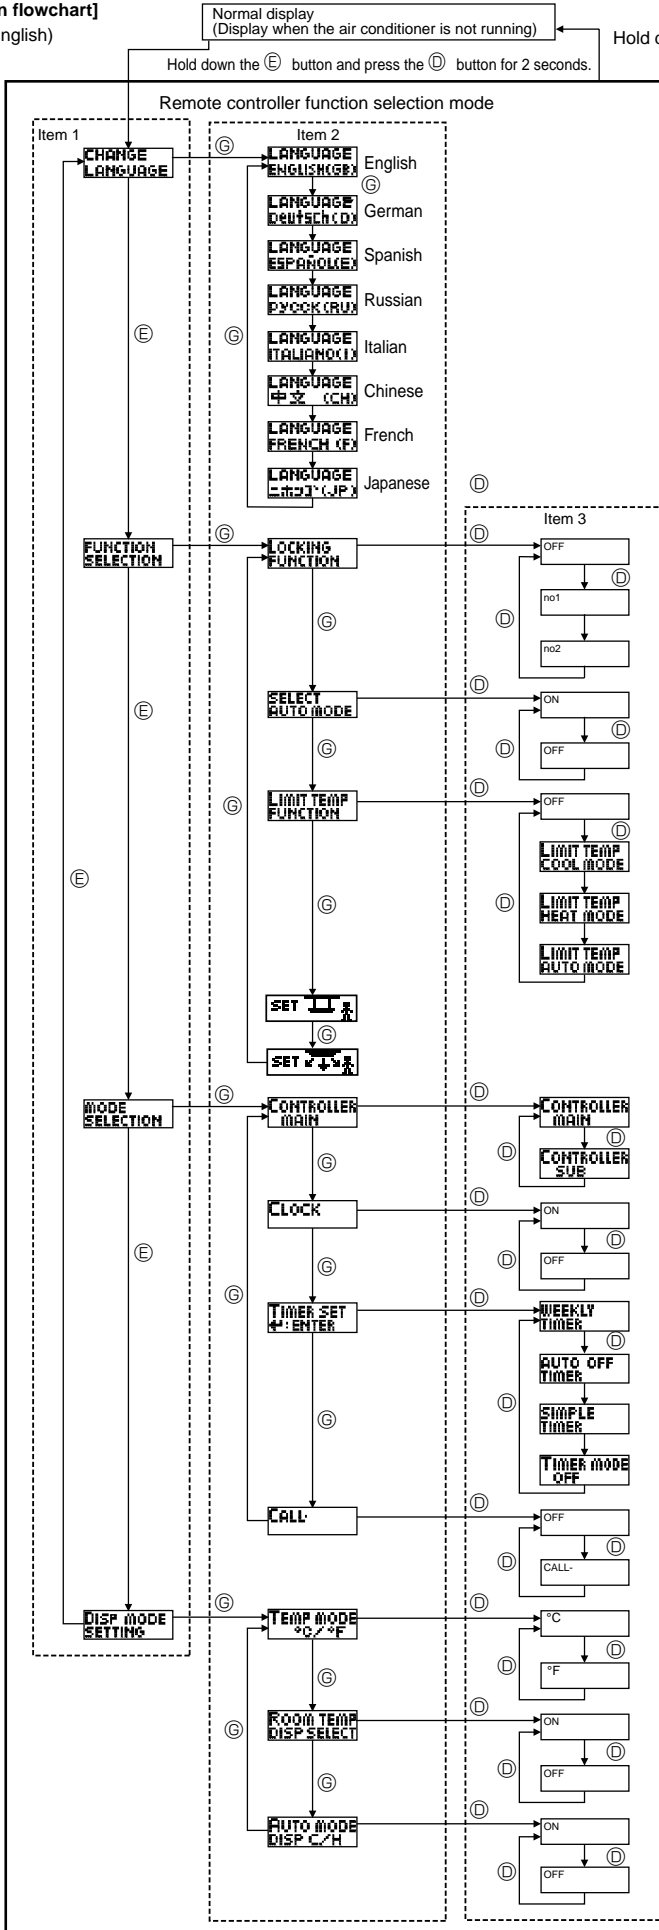 n flowchart]
nglish)
Normal display
(Display when the air conditioner is not running)
Hold d
Hold down the Ⓔ button and press the Ⓓ button for 2 seconds.
Remote controller function selection mode
Item 1
Item 2
CHANGE
LANGUAGE
Ⓖ
LANGUAGE
ENGLISH(GB)
English
Ⓖ
LANGUAGE
Deutsch(D)
German
LANGUAGE
ESPAÑOL(E)
Spanish
LANGUAGE
РУССК(RU)
Russian
Ⓔ
Ⓖ
LANGUAGE
ITALIANO(I)
Italian
LANGUAGE
中文 (CH)
Chinese
LANGUAGE
FRENCH (F)
French
LANGUAGE
ニホンゴ(JP)
Japanese
Ⓓ
Item 3
FUNCTION
SELECTION
Ⓖ
LOCKING
FUNCTION
Ⓓ
OFF
Ⓓ
no1
Ⓖ
Ⓓ
no2
Ⓔ
SELECT
AUTO MODE
Ⓓ
ON
Ⓓ
Ⓖ
Ⓓ
OFF
Ⓖ
LIMIT TEMP
FUNCTION
Ⓓ
OFF
Ⓓ
LIMIT TEMP
COOL MODE
Ⓔ
Ⓖ
Ⓓ
LIMIT TEMP
HEAT MODE
LIMIT TEMP
AUTO MODE
SET
Ⓖ
SET
MODE
SELECTION
Ⓖ
CONTROLLER
MAIN
Ⓓ
CONTROLLER
MAIN
Ⓓ
Ⓖ
Ⓓ
CONTROLLER
SUB
CLOCK
Ⓓ
ON
Ⓓ
Ⓔ
Ⓖ
Ⓓ
OFF
Ⓖ
TIMER SET
↵:ENTER
Ⓓ
WEEKLY
TIMER
Ⓓ
AUTO OFF
TIMER
Ⓖ
Ⓓ
SIMPLE
TIMER
TIMER MODE
OFF
CALL-
Ⓓ
OFF
Ⓓ
Ⓓ
CALL-
DISP MODE
SETTING
Ⓖ
TEMP MODE
°C/°F
Ⓓ
°C
Ⓓ
Ⓖ
Ⓓ
°F
Ⓖ
ROOM TEMP
DISP SELECT
Ⓓ
ON
Ⓓ
Ⓖ
Ⓓ
OFF
AUTO MODE
DISP C/H
Ⓓ
ON
Ⓓ
Ⓓ
OFF